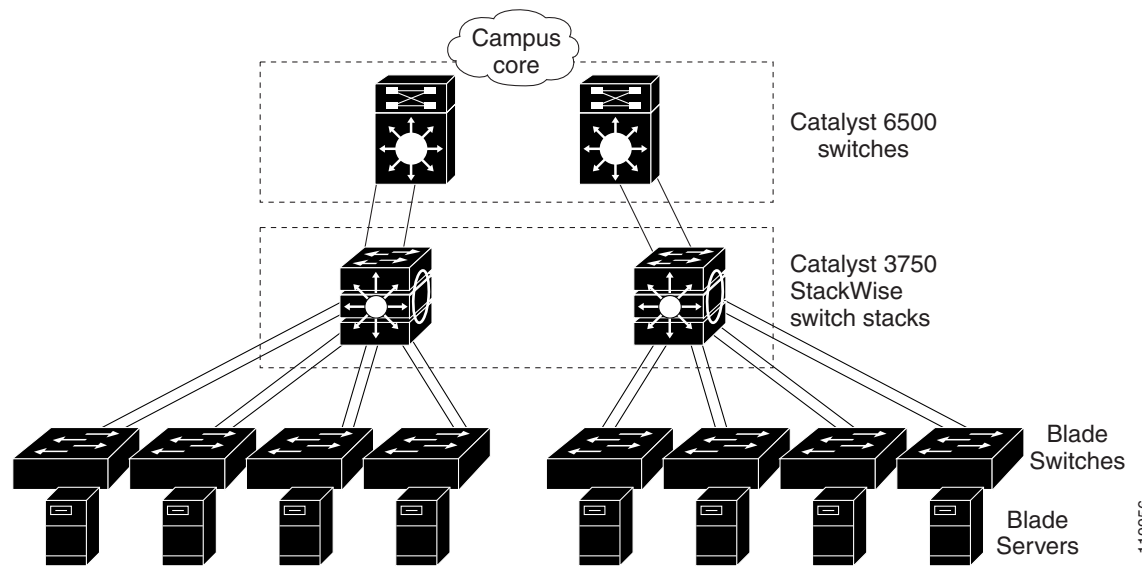 Campus
core
Catalyst 6500
switches
Catalyst 3750
StackWise
switch stacks
Blade
Switches
Blade
Servers